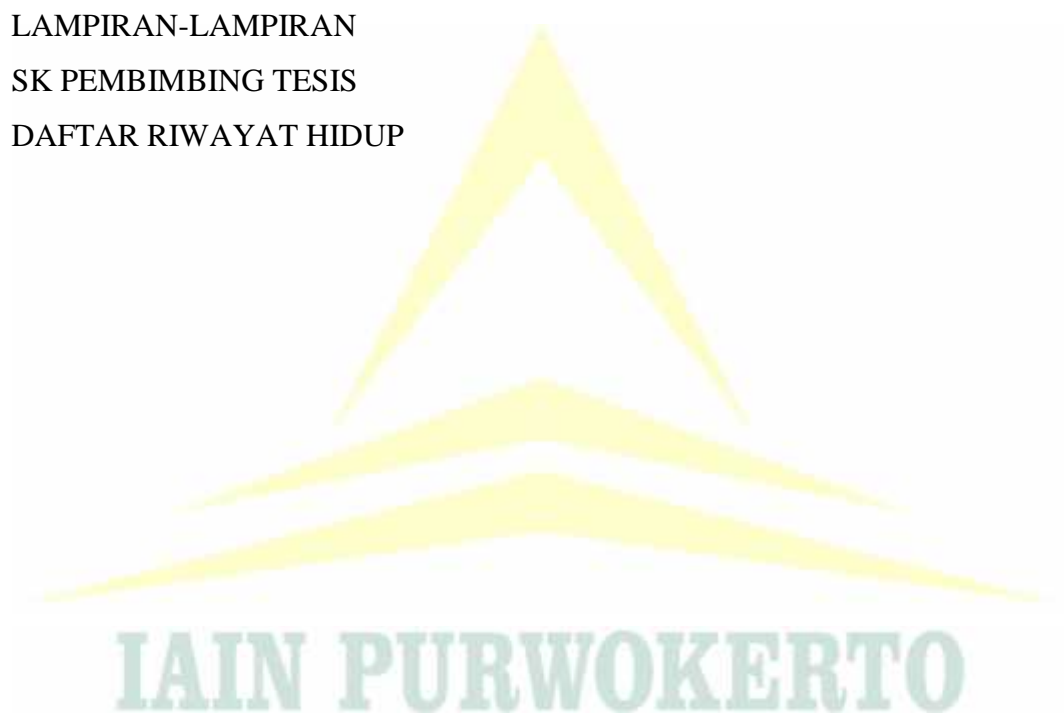 LAMPIRAN-LAMPIRAN
SK PEMBIMBING TESIS
DAFTAR RIWAYAT HIDUP
IAIN PURWOKERTO